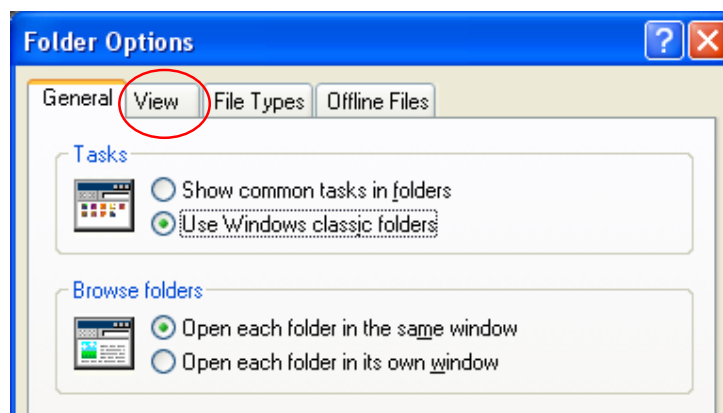 Folder Options
General View File Types Offline Files
Tasks
Show common tasks in folders
Use Windows classic folders
Browse folders
Open each folder in the same window
Open each folder in its own window